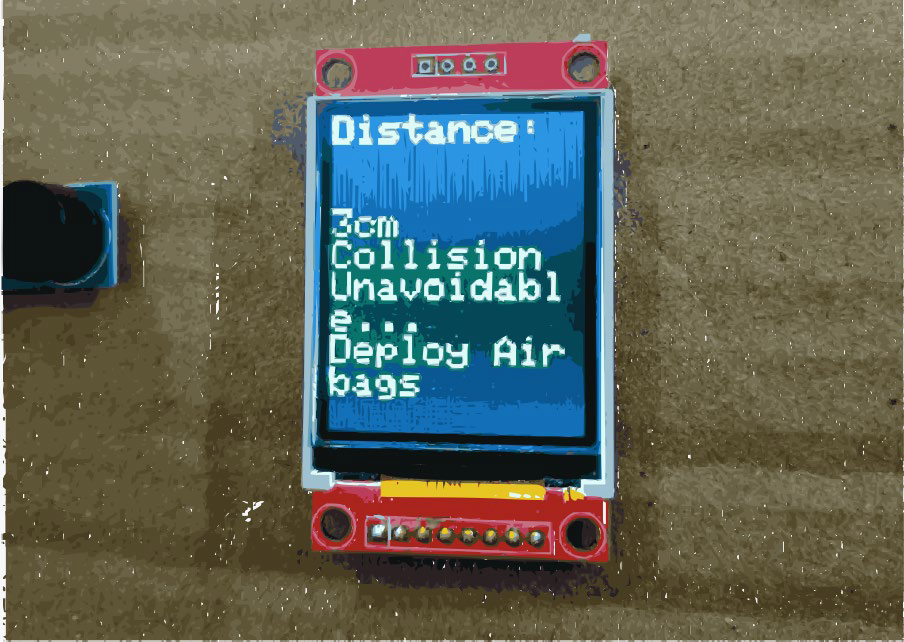 Distance:
3cm
Collision
Unavoidabl
e...
Deploy Air
bags